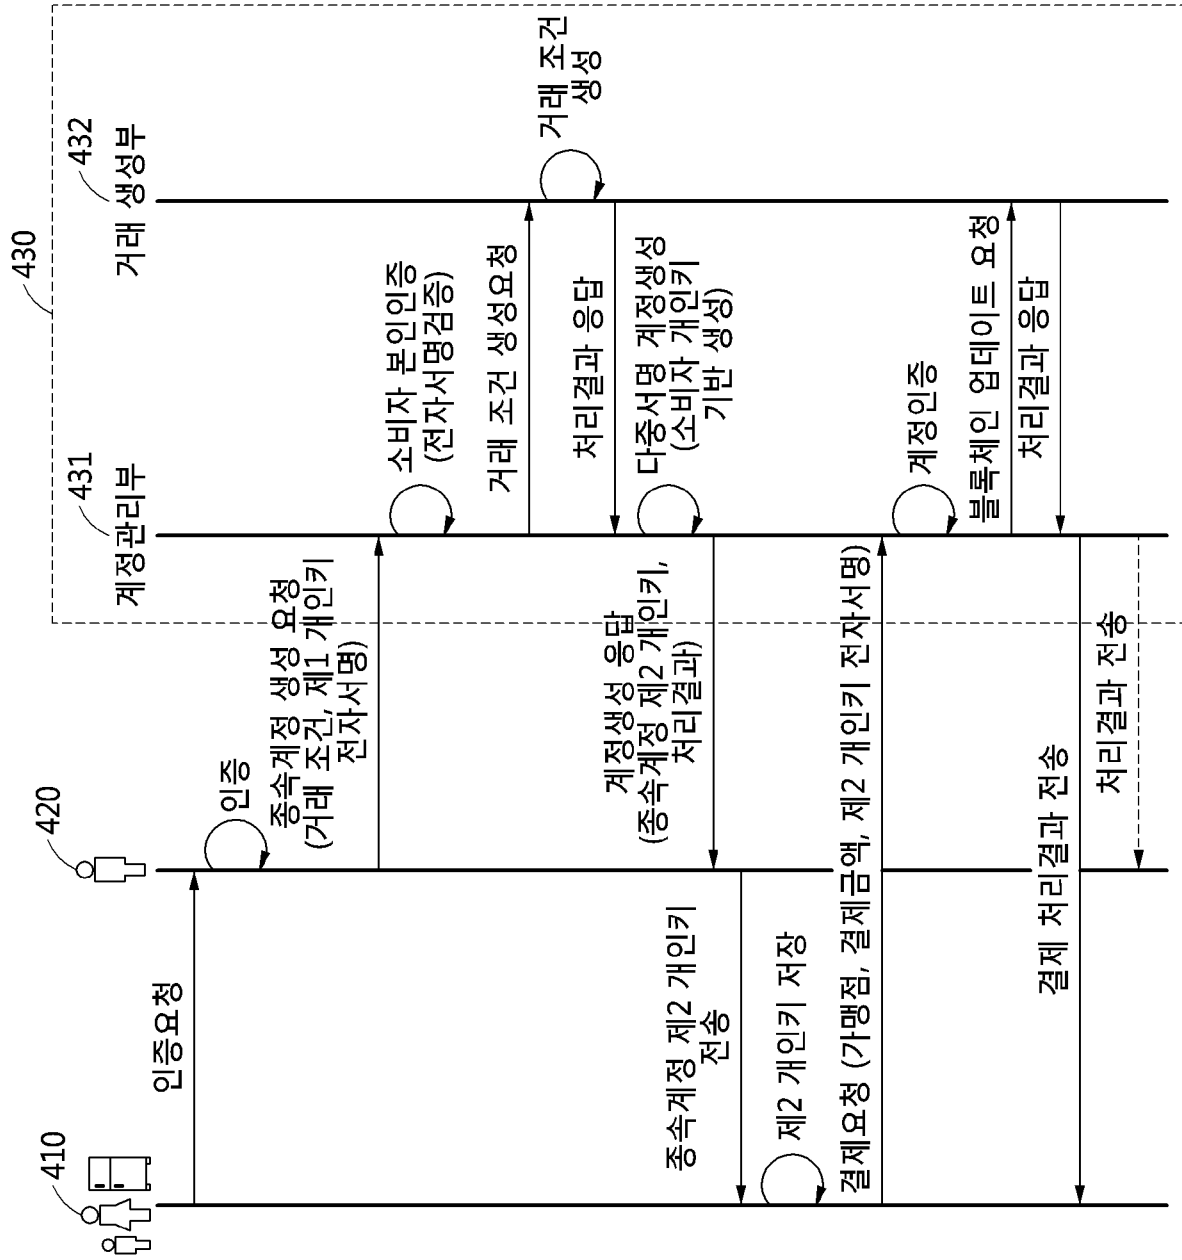 430
410
420
431
계정관리부
432
거래 생성부
인증요청
인증
종속계정 생성 요청
(거래 조건, 제1 개인키
전자서명)
소비자 본인인증
(전자서명검증)
거래 조건 생성요청
거래 조건
생성
처리결과 응답
다중서명 계정생성
(소비자 개인키
기반 생성)
계정생성 응답
(종속계정 제2 개인키,
처리결과)
종속계정 제2 개인키
전송
제2 개인키 저장
결제요청 (가맹점, 결제금액, 제2 개인키 전자서명)
계정인증
블록체인 업데이트 요청
처리결과 응답
결제 처리결과 전송
처리결과 전송